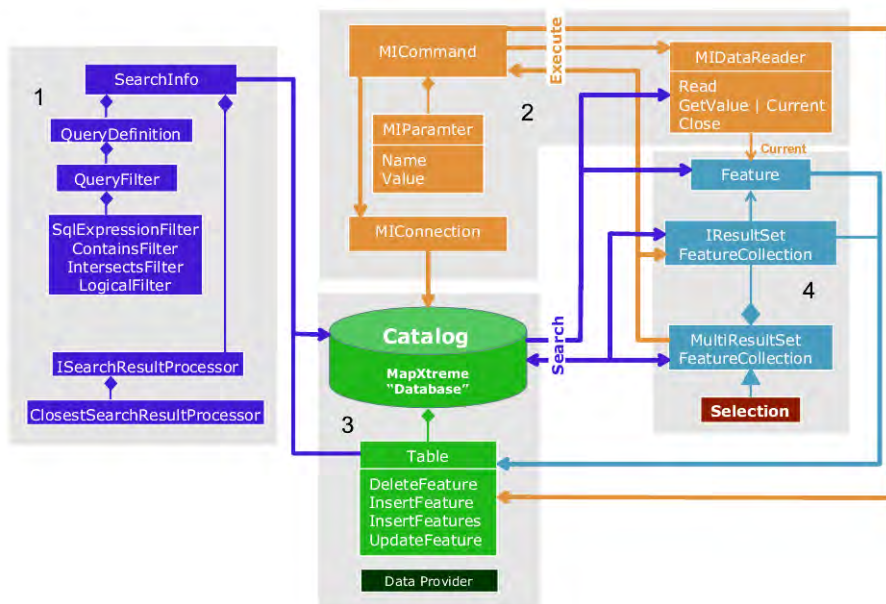 1
SearchInfo
QueryDefinition
QueryFilter
SqlExpressionFilter
ContainsFilter
IntersectsFilter
LogicalFilter
ISearchResultProcessor
ClosestSearchResultProcessor
2
MICommand
MIParamter
Name
Value
MIConnection
Execute
MIDataReader
Read
GetValue | Current
Close
Current
Feature
IResultSet
FeatureCollection
4
MultiResultSet
FeatureCollection
Selection
Search
Catalog
MapXtreme
“Database”
3
Table
DeleteFeature
InsertFeature
InsertFeatures
UpdateFeature
Data Provider